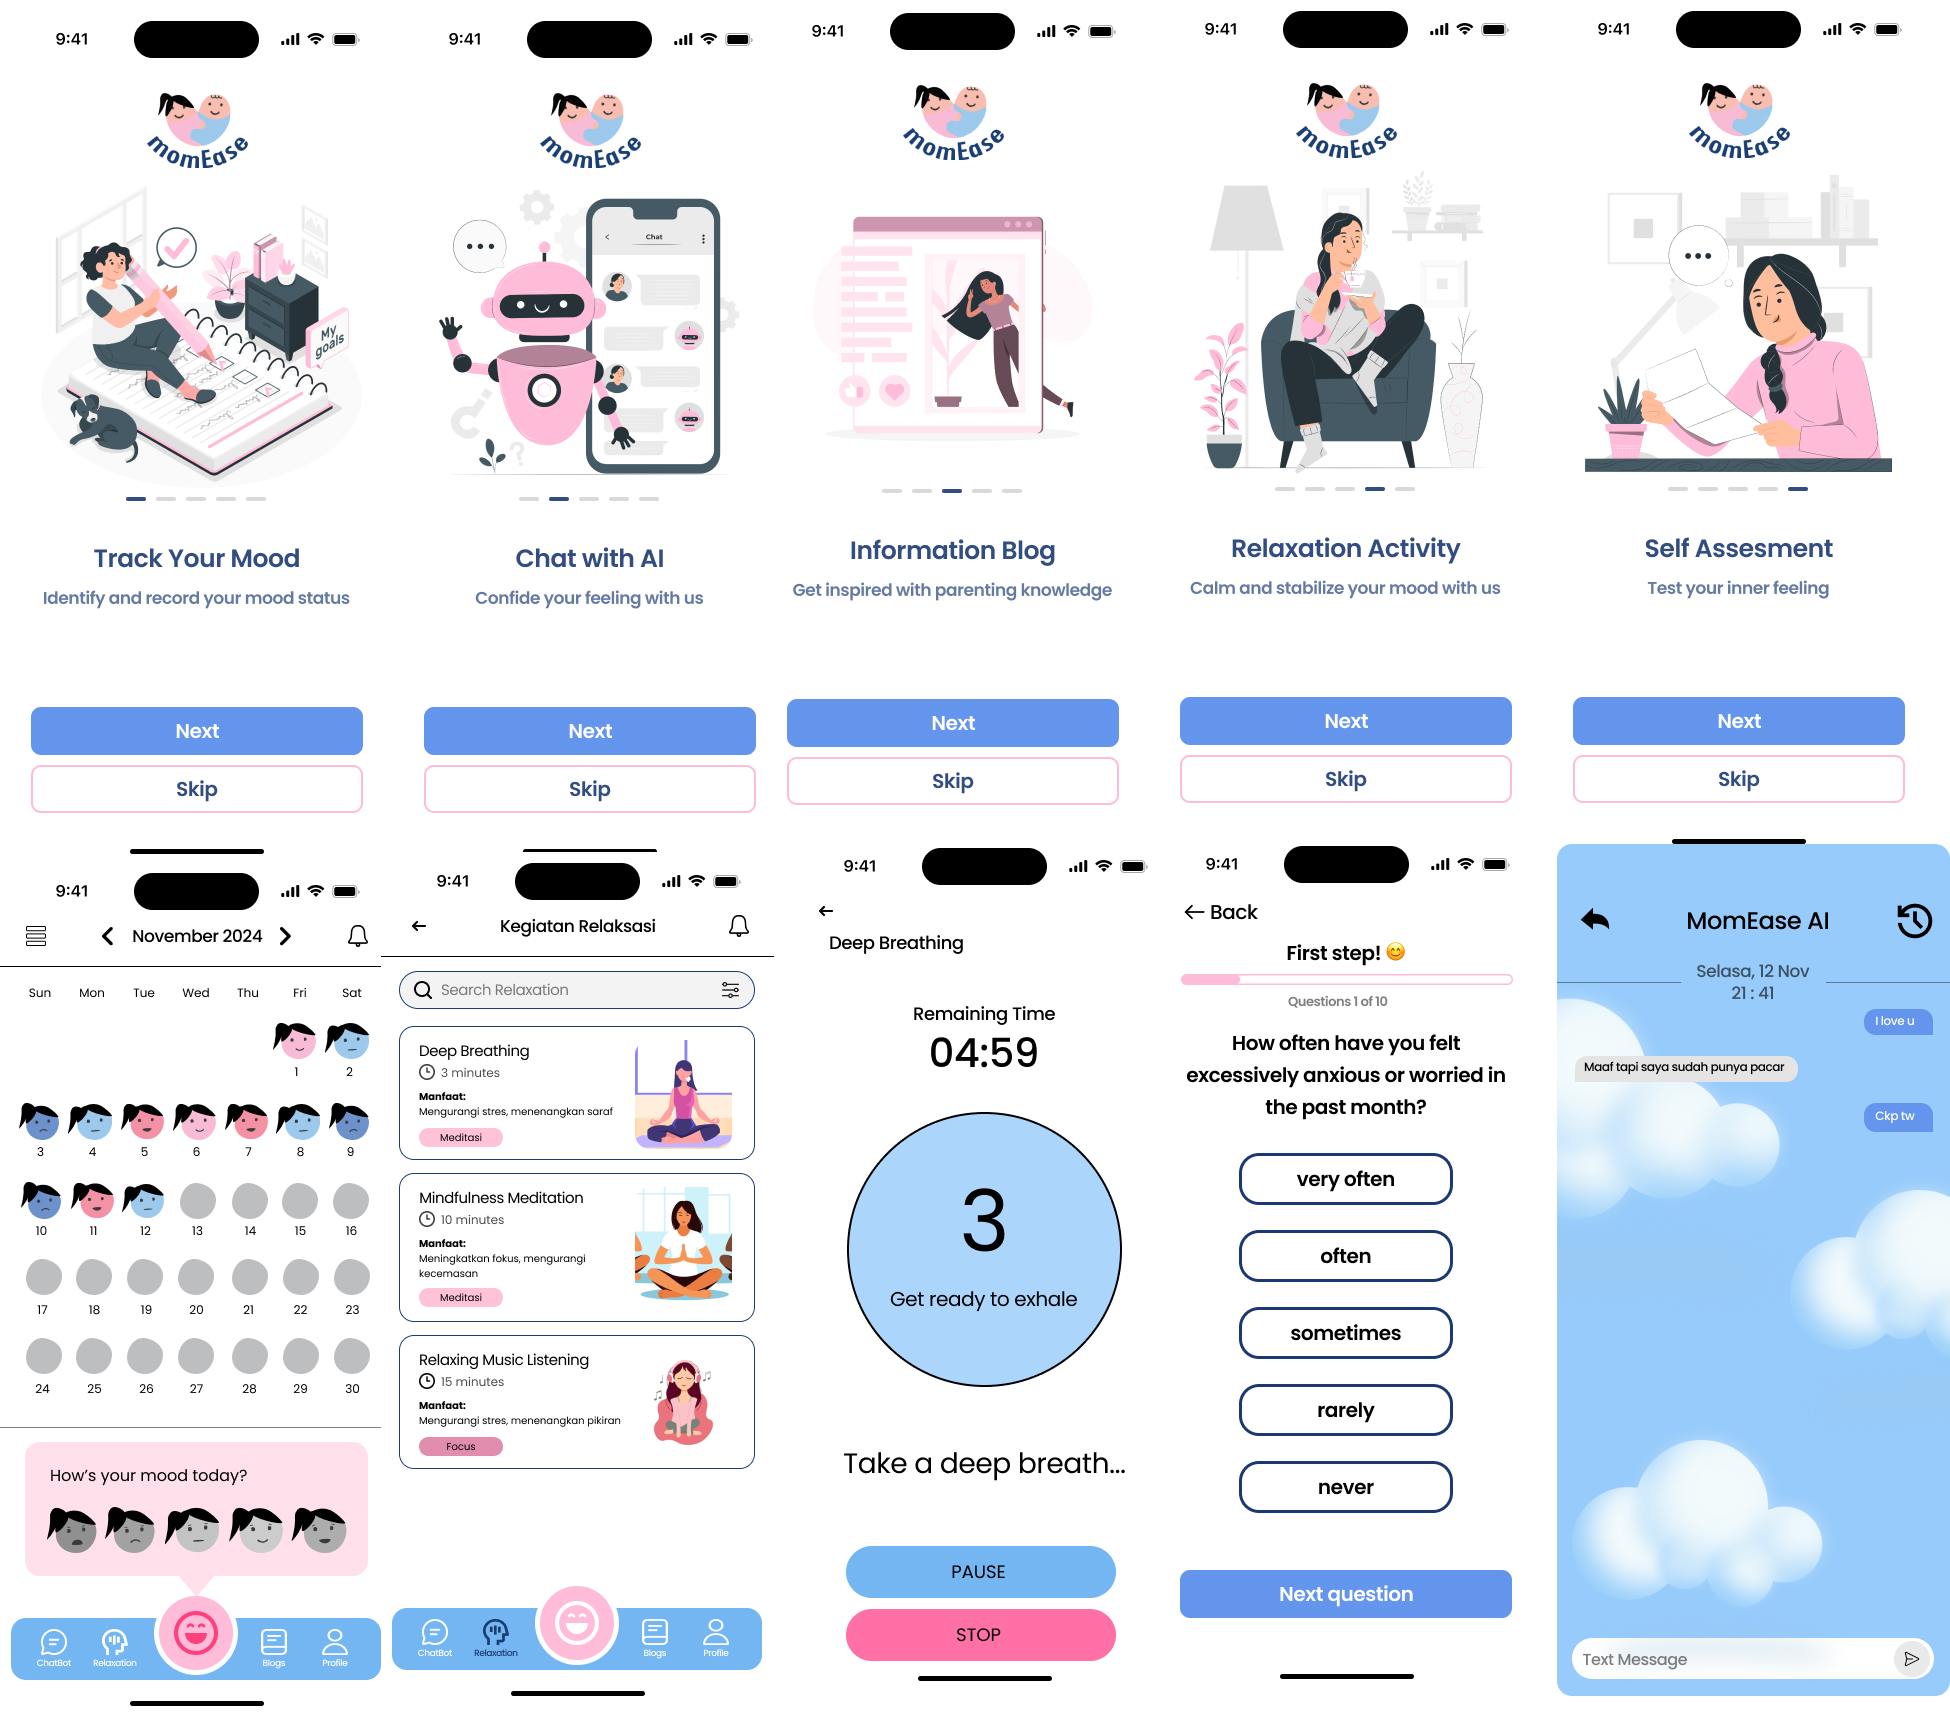 9:41
momEase
My
goals
Track Your Mood
Identify and record your mood status
Next
Skip
9:41
momEase
Chat
Chat with AI
Confide your feeling with us
Next
Skip
9:41
momEase
Information Blog
Get inspired with parenting knowledge
Next
Skip
9:41
momEase
Relaxation Activity
Calm and stabilize your mood with us
Next
Skip
9:41
momEase
Self Assesment
Test your inner feeling
Next
Skip
9:41
November 2024
Sun Mon Tue Wed Thu Fri Sat
1 2
3 4 5 6 7 8 9
10 11 12 13 14 15 16
17 18 19 20 21 22 23
24 25 26 27 28 29 30
How's your mood today?
ChatBot Relaxation Blogs Profile
9:41
Kegiatan Relaksasi
Search Relaxation
Deep Breathing
3 minutes
Manfaat:
Mengurangi stres, menenangkan saraf
Meditasi
Mindfulness Meditation
10 minutes
Manfaat:
Meningkatkan fokus, mengurangi
kecemasan
Meditasi
Relaxing Music Listening
15 minutes
Manfaat:
Mengurangi stres, menenangkan pikiran
Focus
ChatBot Relaxation Blogs Profile
9:41
Deep Breathing
Remaining Time
04:59
3
Get ready to exhale
Take a deep breath...
PAUSE
STOP
9:41
Back
First step! 😊
Questions 1 of 10
How often have you felt
excessively anxious or worried in
the past month?
very often
often
sometimes
rarely
never
Next question
MomEase AI
Selasa, 12 Nov
21 : 41
I love u
Maaf tapi saya sudah punya pacar
Ckp tw
Text Message